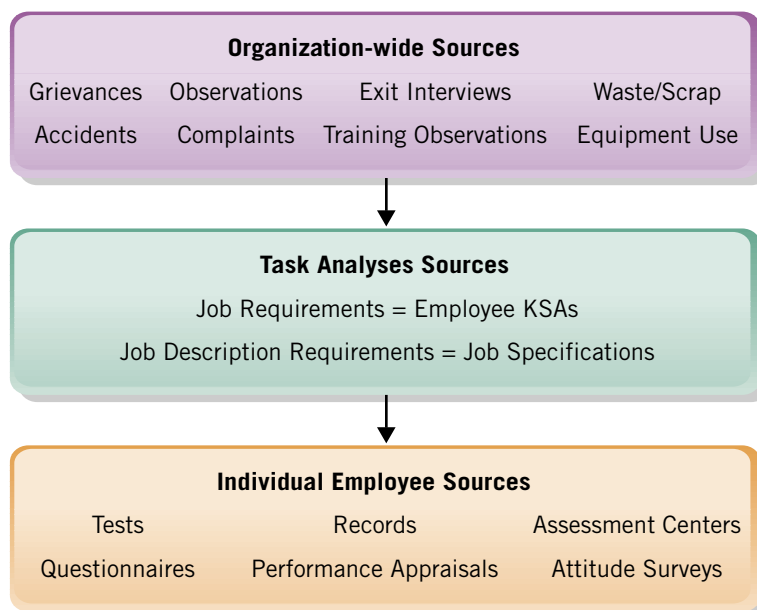 Organization-wide Sources
Grievances Observations Exit Interviews Waste/Scrap
Accidents Complaints Training Observations Equipment Use
Task Analyses Sources
Job Requirements = Employee KSAs
Job Description Requirements = Job Specifications
Individual Employee Sources
Tests Records Assessment Centers
Questionnaires Performance Appraisals Attitude Surveys